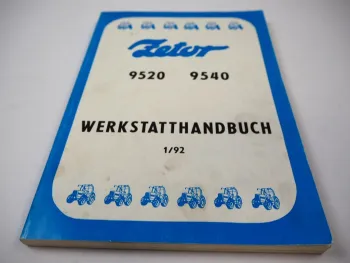 Zetor
9520 9540
WERKSTATTHANDBUCH
1/92